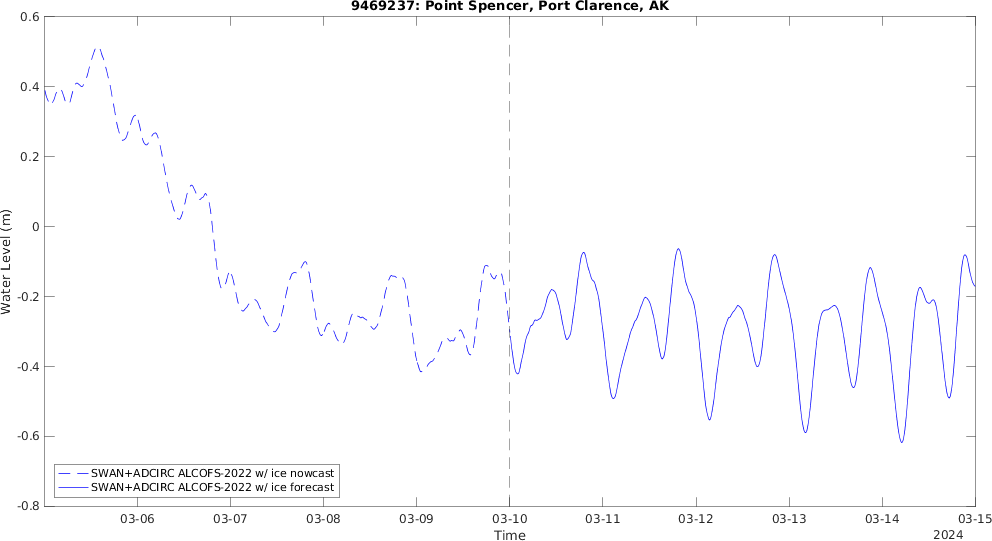 9469237: Point Spencer, Port Clarence, AK
0.6
0.4
0.2
0
-0.2
-0.4
-0.6
-0.8
Water Level (m)
SWAN+ADCIRC ALCOFS-2022 w/ ice nowcast
SWAN+ADCIRC ALCOFS-2022 w/ ice forecast
03-06 03-07 03-08 03-09 03-10 03-11 03-12 03-13 03-14 03-15
Time
2024